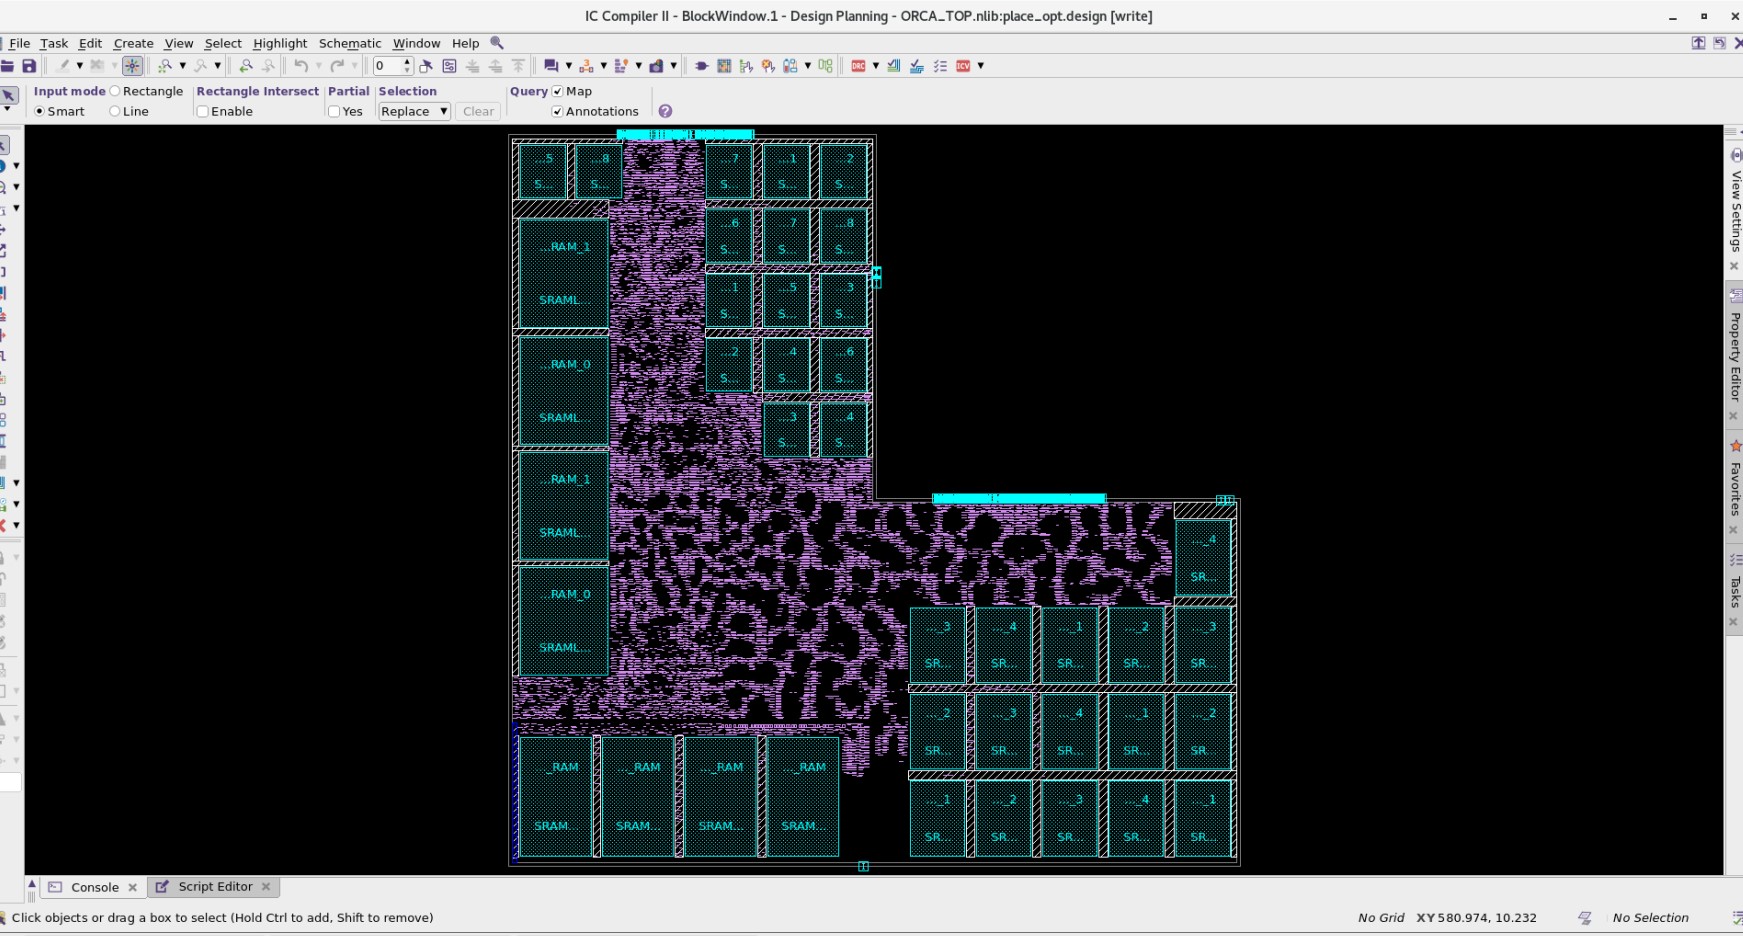 IC Compiler II - BlockWindow.1 - Design Planning - ORCA_TOP.nlib:place_opt.design [write]
File Task Edit Create View Select Highlight Schematic Window Help
0
DRC ICV
Input mode Rectangle Rectangle Intersect Partial Selection Query Map
Smart Line Enable Yes Replace Clear Annotations
...5 ...8 ...7 ...1 ...2
S... S... S... S... S...
...6 ...7 ...8
S... S... S...
...RAM_1
SRAML...
...1 ...5 ...3
S... S... S...
...RAM_0
SRAML...
...2 ...4 ...6
S... S... S...
...3 ...4
S... S...
...RAM_1
SRAML...
..._4
SR...
...RAM_0
SRAML...
..._3 ..._4 ..._1 ..._2 ..._3
SR... SR... SR... SR... SR...
..._2 ..._3 ..._4 ..._1 ..._2
SR... SR... SR... SR... SR...
..._RAM ..._RAM ..._RAM ..._RAM
SRAM... SRAM... SRAM... SRAM...
..._1 ..._2 ..._3 ..._4 ..._1
SR... SR... SR... SR... SR...
View Settings
Property Editor
Favorites
Tasks
Console Script Editor
Click objects or drag a box to select (Hold Ctrl to add, Shift to remove)
No Grid XY 580.974, 10.232 No Selection